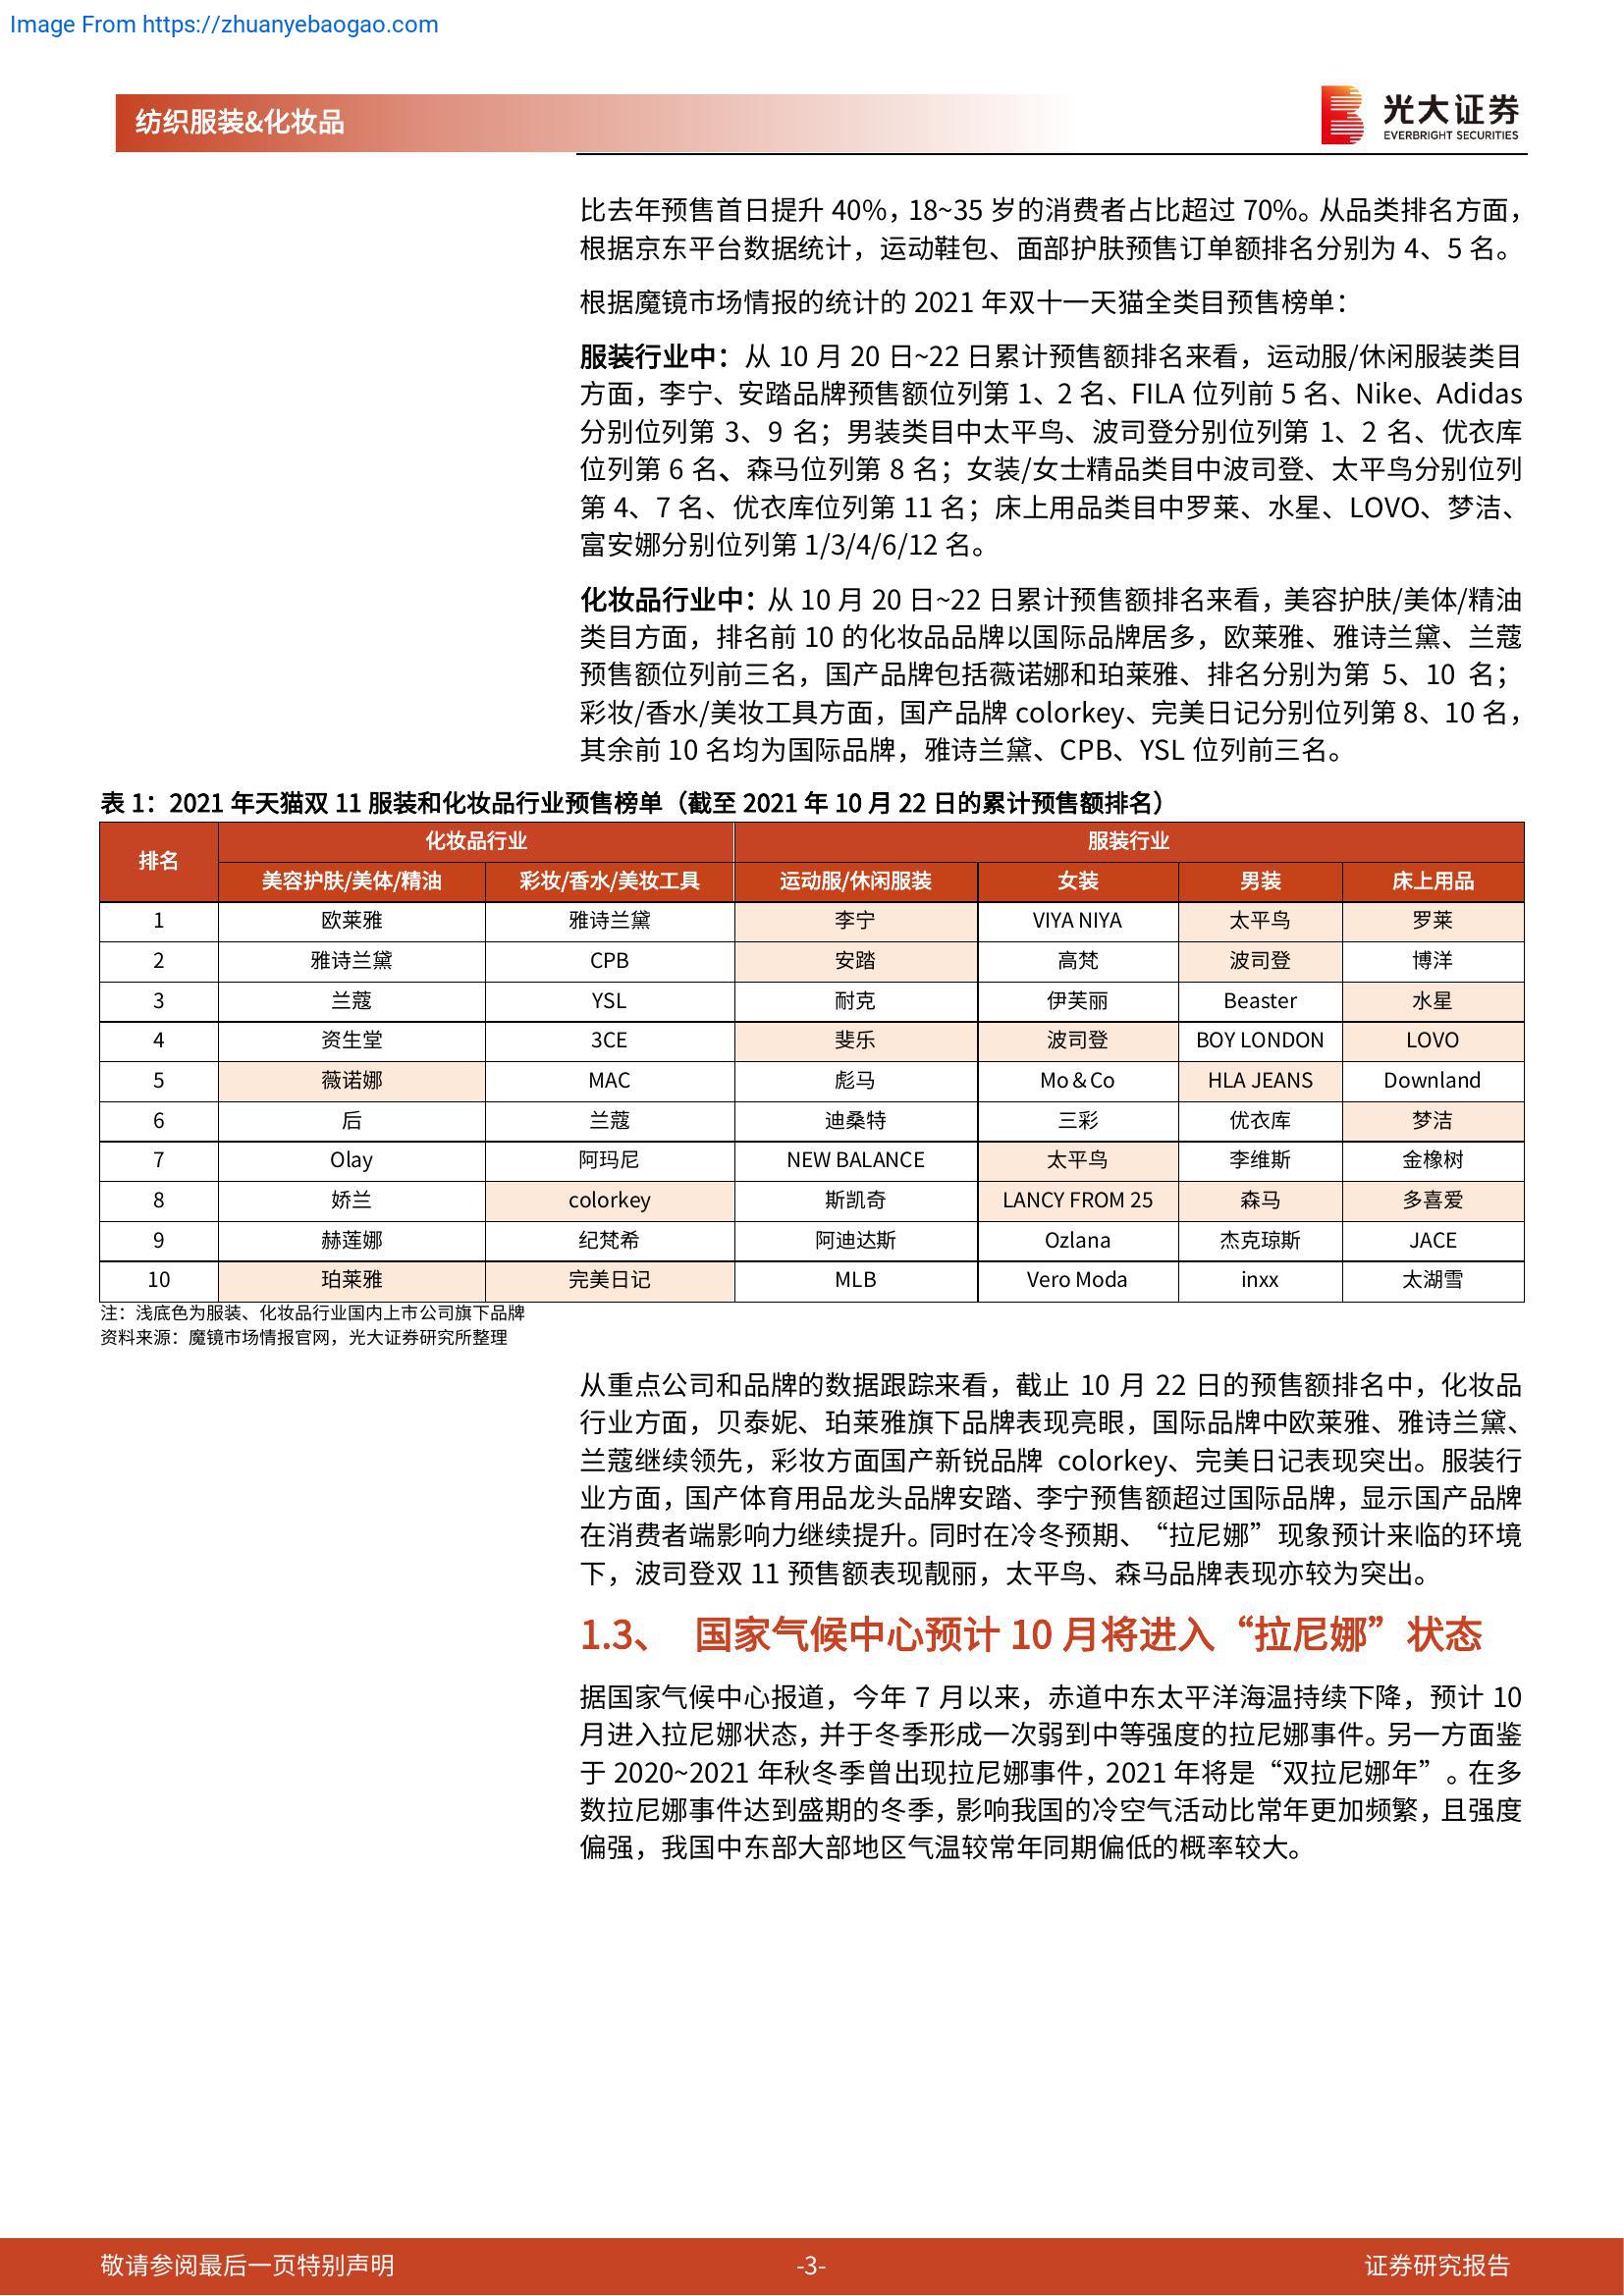 Image From https://zhuanyebaogao.com
纺织服装&化妆品
光大证券
EVERBRIGHT SECURITIES
比去年预售首日提升 40%，18~35 岁的消费者占比超过 70%。从品类排名方面，
根据京东平台数据统计，运动鞋包、面部护肤预售订单额排名分别为 4、5 名。
根据魔镜市场情报的统计的 2021 年双十一天猫全类目预售榜单：
服装行业中：从 10 月 20 日~22 日累计预售额排名来看，运动服/休闲服装类目
方面，李宁、安踏品牌预售额位列第 1、2 名、FILA 位列前 5 名、Nike、Adidas
分别位列第 3、9 名；男装类目中太平鸟、波司登分别位列第 1、2 名、优衣库
位列第 6 名、森马位列第 8 名；女装/女士精品类目中波司登、太平鸟分别位列
第 4、7 名、优衣库位列第 11 名；床上用品类目中罗莱、水星、LOVO、梦洁、
富安娜分别位列第 1/3/4/6/12 名。
化妆品行业中：从 10 月 20 日~22 日累计预售额排名来看，美容护肤/美体/精油
类目方面，排名前 10 的化妆品品牌以国际品牌居多，欧莱雅、雅诗兰黛、兰蔻
预售额位列前三名，国产品牌包括薇诺娜和珀莱雅、排名分别为第 5、10 名；
彩妆/香水/美妆工具方面，国产品牌 colorkey、完美日记分别位列第 8、10 名，
其余前 10 名均为国际品牌，雅诗兰黛、CPB、YSL 位列前三名。
表 1：2021 年天猫双 11 服装和化妆品行业预售榜单（截至 2021 年 10 月 22 日的累计预售额排名）
排名 化妆品行业 服装行业
美容护肤/美体/精油 彩妆/香水/美妆工具 运动服/休闲服装 女装 男装 床上用品
1 欧莱雅 雅诗兰黛 李宁 VIYA NIYA 太平鸟 罗莱
2 雅诗兰黛 CPB 安踏 高梵 波司登 博洋
3 兰蔻 YSL 耐克 伊芙丽 Beaster 水星
4 资生堂 3CE 斐乐 波司登 BOY LONDON LOVO
5 薇诺娜 MAC 彪马 Mo＆Co HLA JEANS Downland
6 后 兰蔻 迪桑特 三彩 优衣库 梦洁
7 Olay 阿玛尼 NEW BALANCE 太平鸟 李维斯 金橡树
8 娇兰 colorkey 斯凯奇 LANCY FROM 25 森马 多喜爱
9 赫莲娜 纪梵希 阿迪达斯 Ozlana 杰克琼斯 JACE
10 珀莱雅 完美日记 MLB Vero Moda inxx 太湖雪
注：浅底色为服装、化妆品行业国内上市公司旗下品牌
资料来源：魔镜市场情报官网，光大证券研究所整理
从重点公司和品牌的数据跟踪来看，截止 10 月 22 日的预售额排名中，化妆品
行业方面，贝泰妮、珀莱雅旗下品牌表现亮眼，国际品牌中欧莱雅、雅诗兰黛、
兰蔻继续领先，彩妆方面国产新锐品牌 colorkey、完美日记表现突出。服装行
业方面，国产体育用品龙头品牌安踏、李宁预售额超过国际品牌，显示国产品牌
在消费者端影响力继续提升。同时在冷冬预期、“拉尼娜”现象预计来临的环境
下，波司登双 11 预售额表现靓丽，太平鸟、森马品牌表现亦较为突出。
1.3、 国家气候中心预计 10 月将进入“拉尼娜”状态
据国家气候中心报道，今年 7 月以来，赤道中东太平洋海温持续下降，预计 10
月进入拉尼娜状态，并于冬季形成一次弱到中等强度的拉尼娜事件。另一方面鉴
于 2020~2021 年秋冬季曾出现拉尼娜事件，2021 年将是“双拉尼娜年”。在多
数拉尼娜事件达到盛期的冬季，影响我国的冷空气活动比常年更加频繁，且强度
偏强，我国中东部大部地区气温较常年同期偏低的概率较大。
敬请参阅最后一页特别声明 -3- 证券研究报告